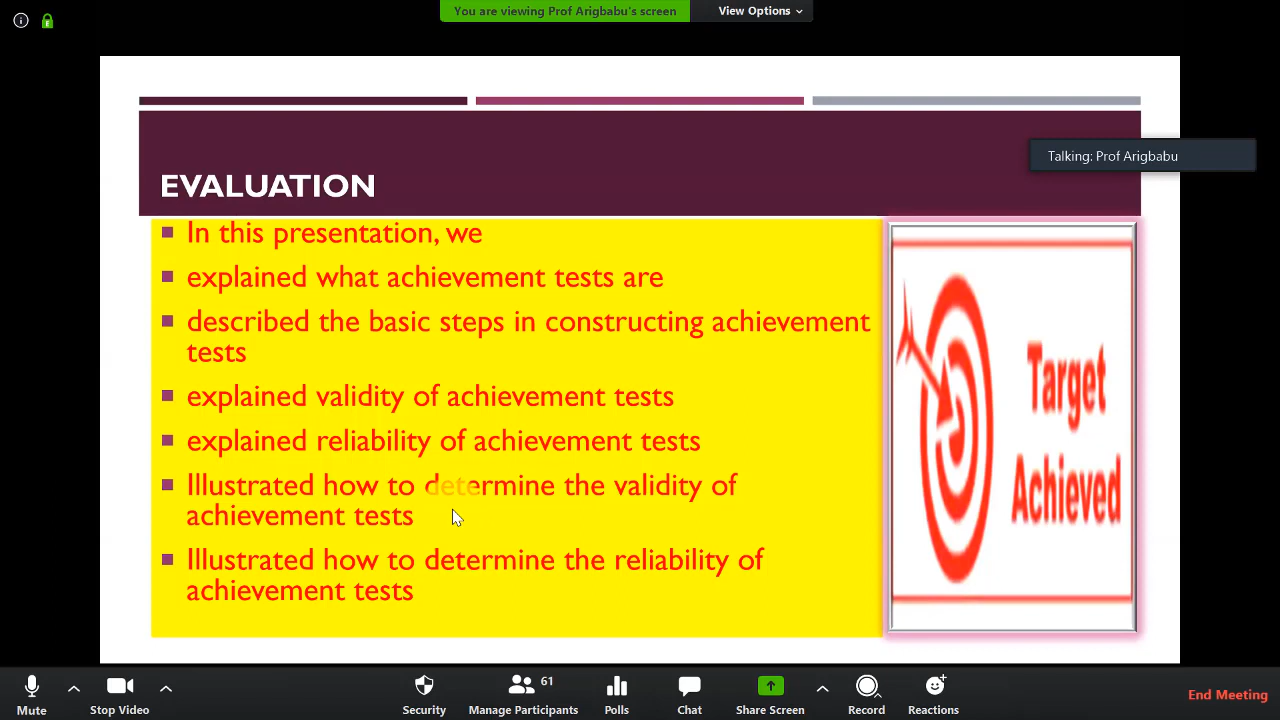 You are viewing Prof Arigbabu's screen
View Options
Talking: Prof Arigbabu
EVALUATION
In this presentation, we
explained what achievement tests are
described the basic steps in constructing achievement
tests
explained validity of achievement tests
explained reliability of achievement tests
Illustrated how to determine the validity of
achievement tests
Illustrated how to determine the reliability of
achievement tests
Target
Achieved
61
Mute
Stop Video
Security
Manage Participants
Polls
Chat
Share Screen
Record
Reactions
End Meeting